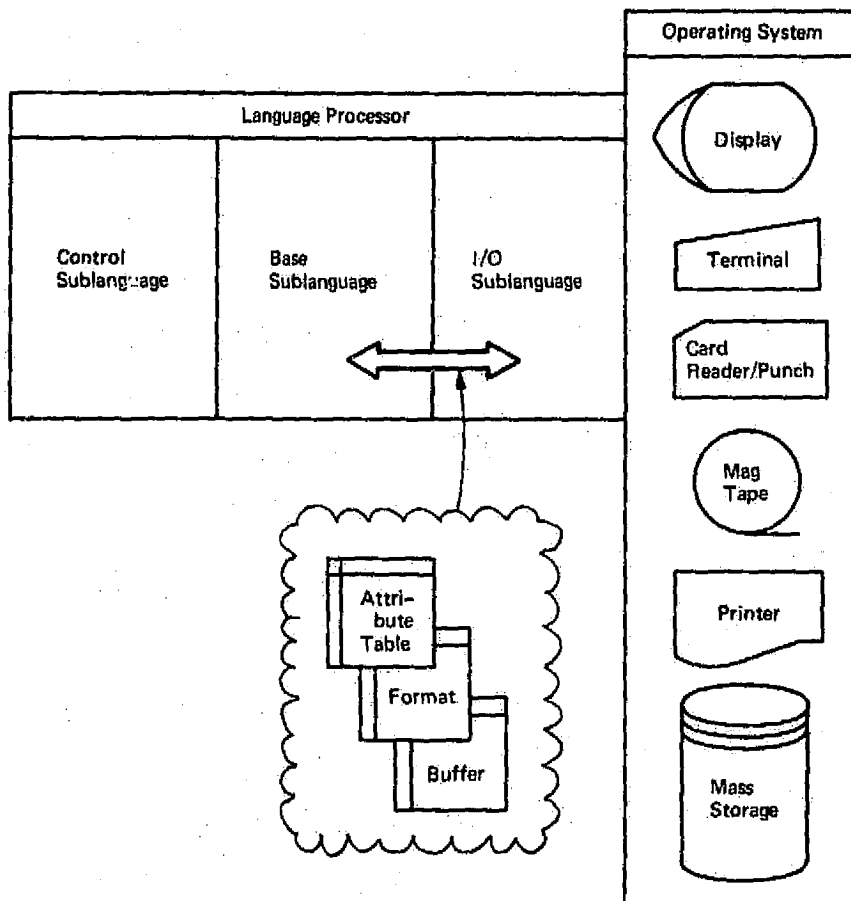 Operating System
Language Processor
Control
Sublanguage
Base
Sublanguage
I/O
Sublanguage
Display
Terminal
Card
Reader/Punch
Mag
Tape
Printer
Mass
Storage
Attri-
bute
Table
Format
Buffer